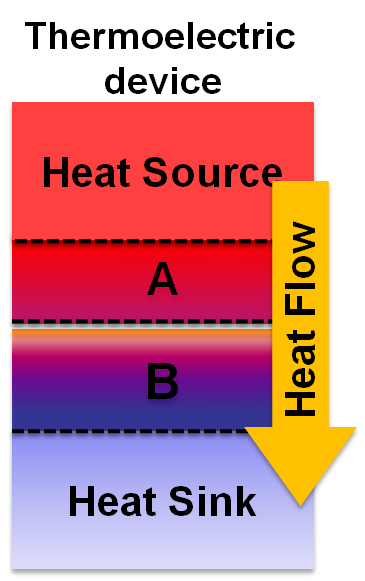 Thermoelectric
device
Heat Source
A
B
Heat Flow
Heat Sink